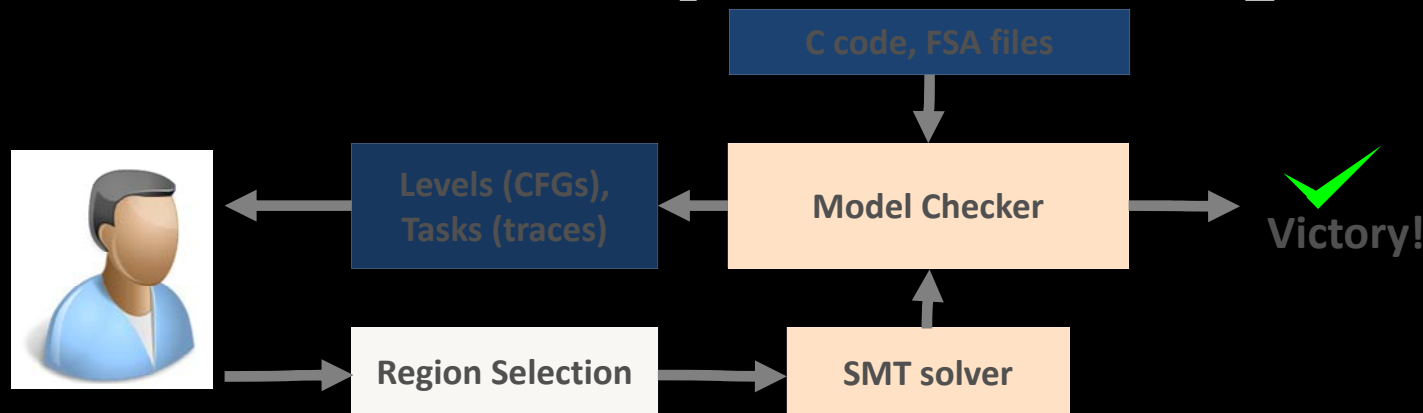 C code, FSA files
Levels (CFGs),
Tasks (traces)
Model Checker
Victory!
Region Selection
SMT solver